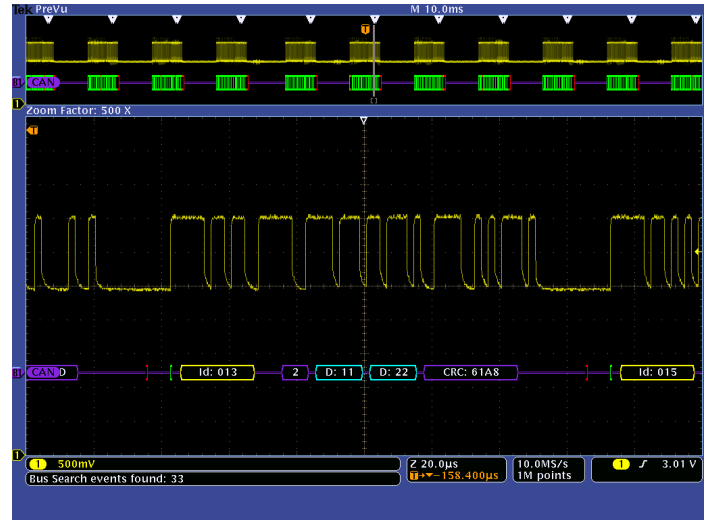 Tek PreVu M 10.0ms
T
B1 CAN
1
Zoom Factor: 500 X
T
B1 CAN D Id: 013 2 D: 11 D: 22 CRC: 61A8 Id: 015
1
1 500mV Z 20.0µs 10.0MS/s 1 3.01 V
T→▼−158.400µs 1M points
Bus Search events found: 33